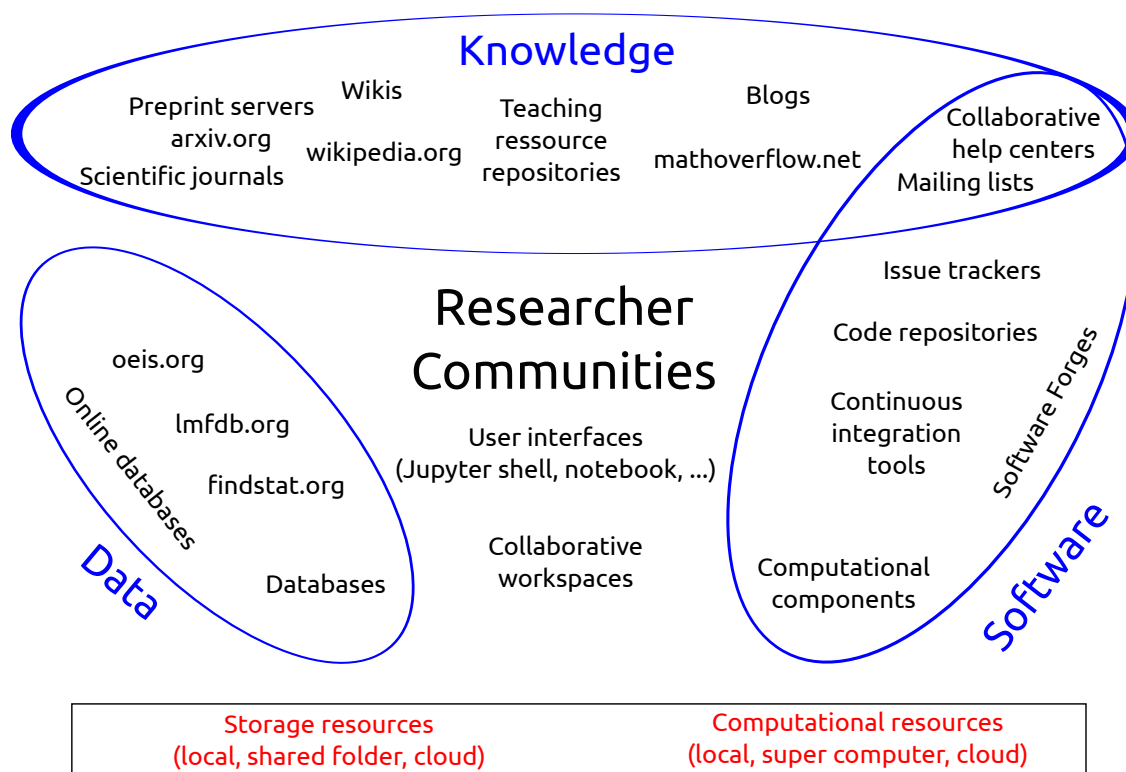 Knowledge
Preprint servers
arxiv.org
Scientific journals
Wikis
wikipedia.org
Teaching
ressource
repositories
Blogs
mathoverflow.net
Collaborative
help centers
Mailing lists
Issue trackers
Code repositories
Continuous
integration
tools
Software Forges
Computational
components
Software
Researcher
Communities
User interfaces
(Jupyter shell, notebook, ...)
Collaborative
workspaces
oeis.org
lmfdb.org
findstat.org
Online databases
Databases
Data
Storage resources
(local, shared folder, cloud)
Computational resources
(local, super computer, cloud)